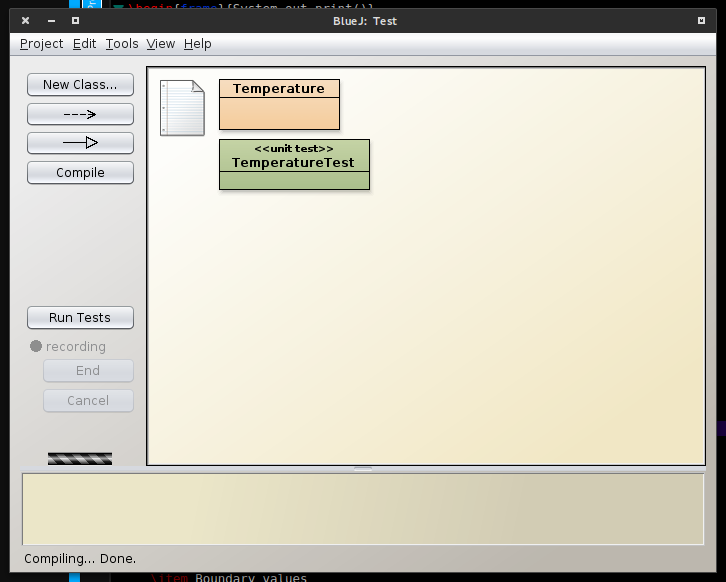 \begin{frame}{System.out.print()}
BlueJ: Test
Project Edit Tools View Help
New Class...
Temperature
<<unit test>>
TemperatureTest
Compile
Run Tests
recording
End
Cancel
Compiling... Done.
\item Boundary values